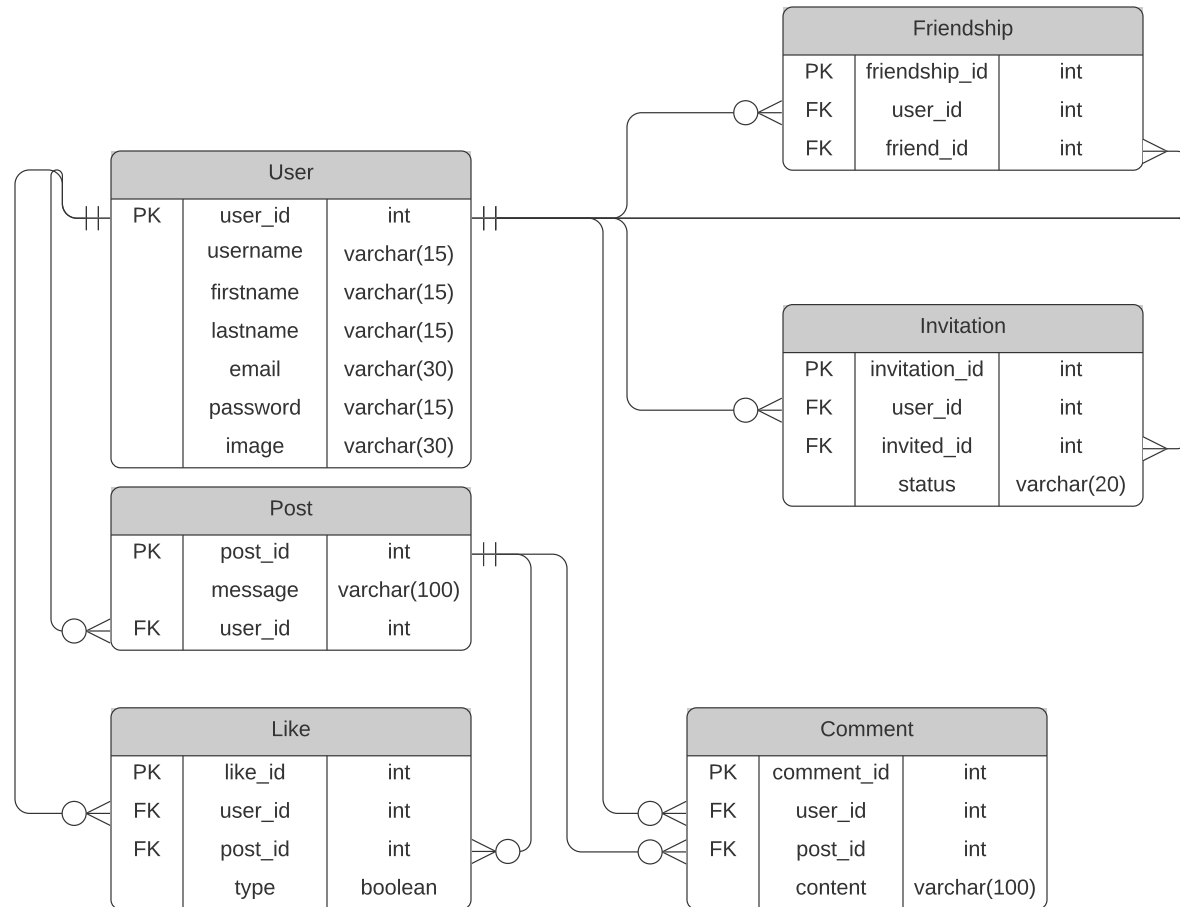 Friendship
PK friendship_id int
FK user_id int
FK friend_id int
User
PK user_id int
username varchar(15)
firstname varchar(15)
lastname varchar(15)
email varchar(30)
password varchar(15)
image varchar(30)
Invitation
PK invitation_id int
FK user_id int
FK invited_id int
status varchar(20)
Post
PK post_id int
message varchar(100)
FK user_id int
Like
PK like_id int
FK user_id int
FK post_id int
type boolean
Comment
PK comment_id int
FK user_id int
FK post_id int
content varchar(100)